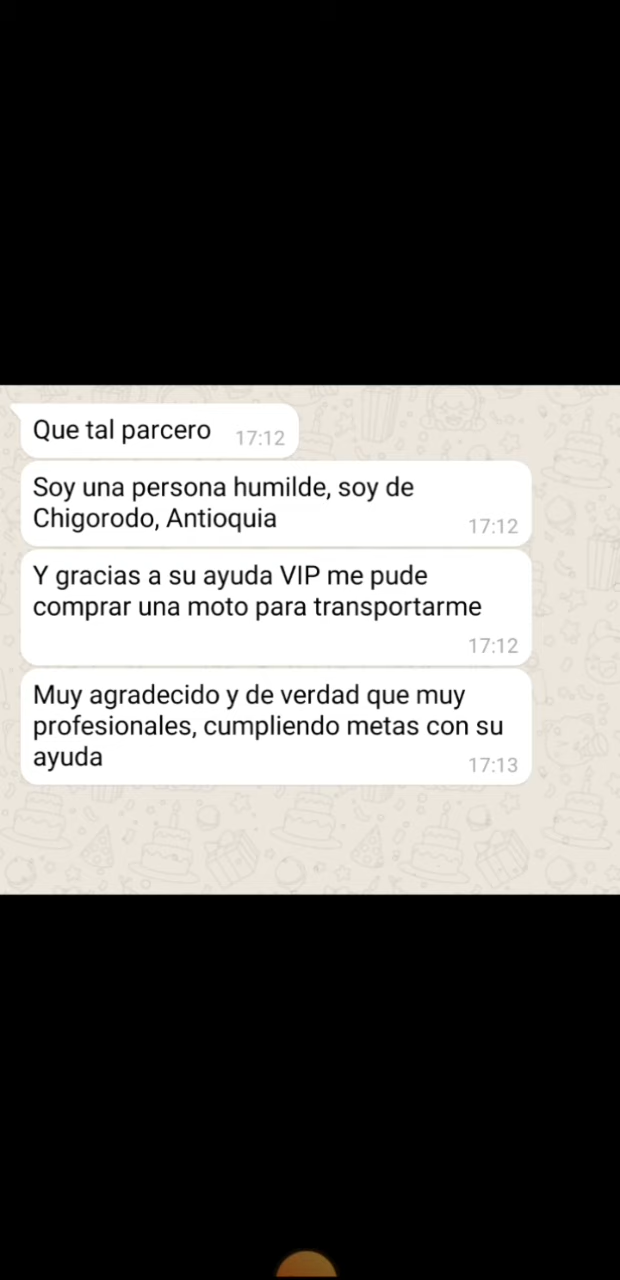 Que tal parcero 17:12
Soy una persona humilde, soy de
Chigorodo, Antioquia 17:12
Y gracias a su ayuda VIP me pude
comprar una moto para transportarme
17:12
Muy agradecido y de verdad que muy
profesionales, cumpliendo metas con su
ayuda 17:13